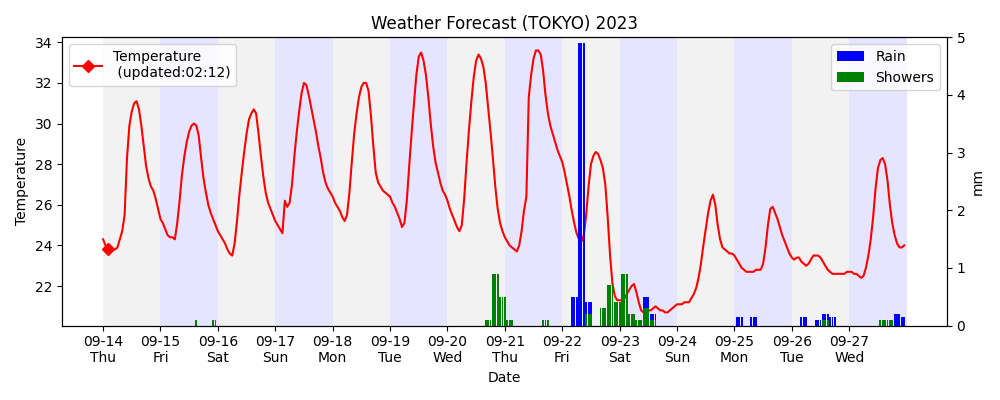 Weather Forecast (TOKYO) 2023
Temperature
(updated:02:12)
Rain
Showers
34
32
30
28
26
24
22
Temperature
5
4
3
2
1
0
mm
09-14 09-15 09-16 09-17 09-18 09-19 09-20 09-21 09-22 09-23 09-24 09-25 09-26 09-27
Thu Fri Sat Sun Mon Tue Wed Thu Fri Sat Sun Mon Tue Wed
Date